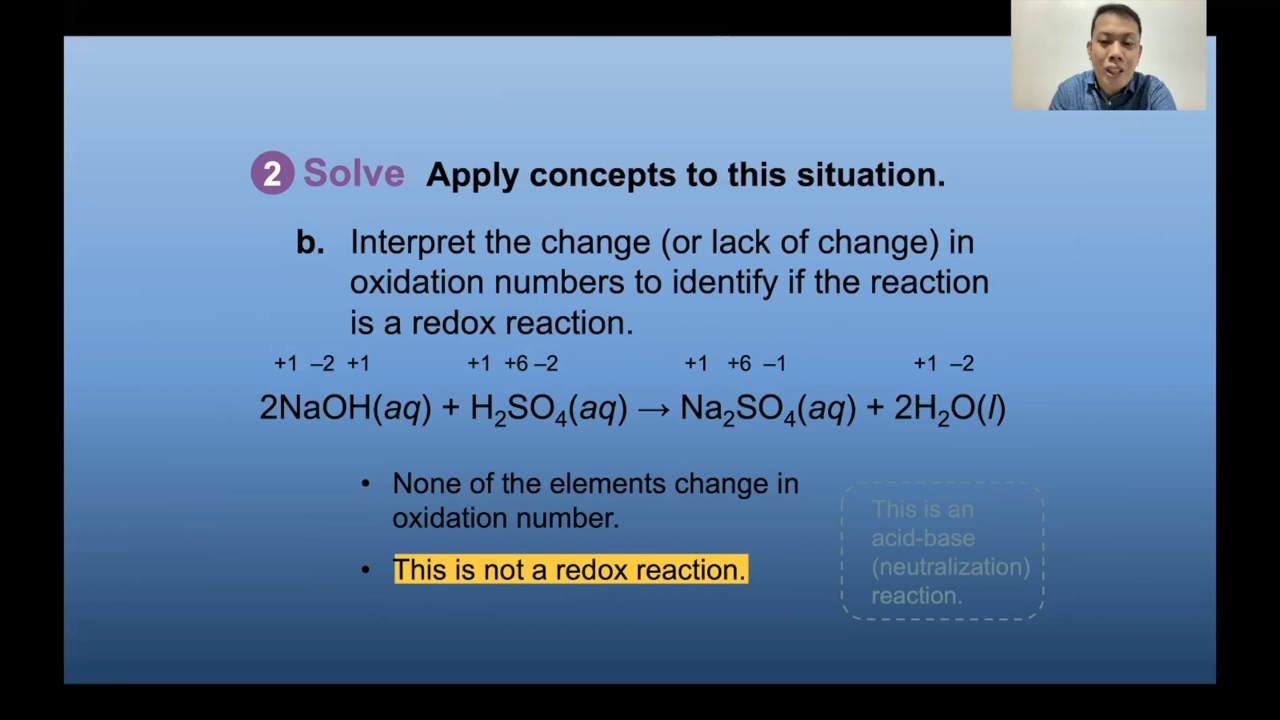 2 Solve Apply concepts to this situation.
b. Interpret the change (or lack of change) in
oxidation numbers to identify if the reaction
is a redox reaction.
+1 –2 +1 +1 +6 –2 +1 +6 –1 +1 –2
2NaOH(aq) + H₂SO₄(aq) → Na₂SO₄(aq) + 2H₂O(l)
• None of the elements change in
oxidation number.
• This is not a redox reaction.
This is an
acid-base
(neutralization)
reaction.